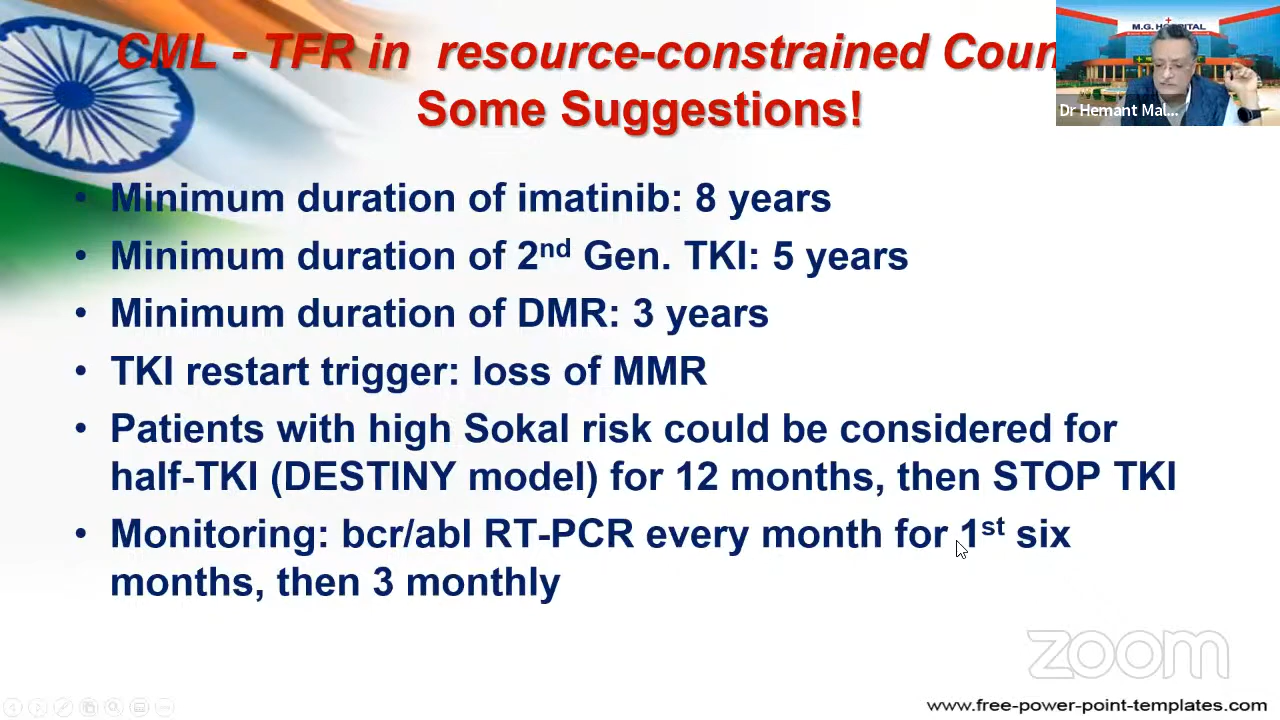 CML - TFR in resource-constrained Coun
M.G. HOSPITAL
Dr Hemant Mal...
Some Suggestions!
• Minimum duration of imatinib: 8 years
• Minimum duration of 2nd Gen. TKI: 5 years
• Minimum duration of DMR: 3 years
• TKI restart trigger: loss of MMR
• Patients with high Sokal risk could be considered for
half-TKI (DESTINY model) for 12 months, then STOP TKI
• Monitoring: bcr/abl RT-PCR every month for 1st six
months, then 3 monthly
zoom
www.free-power-point-templates.com